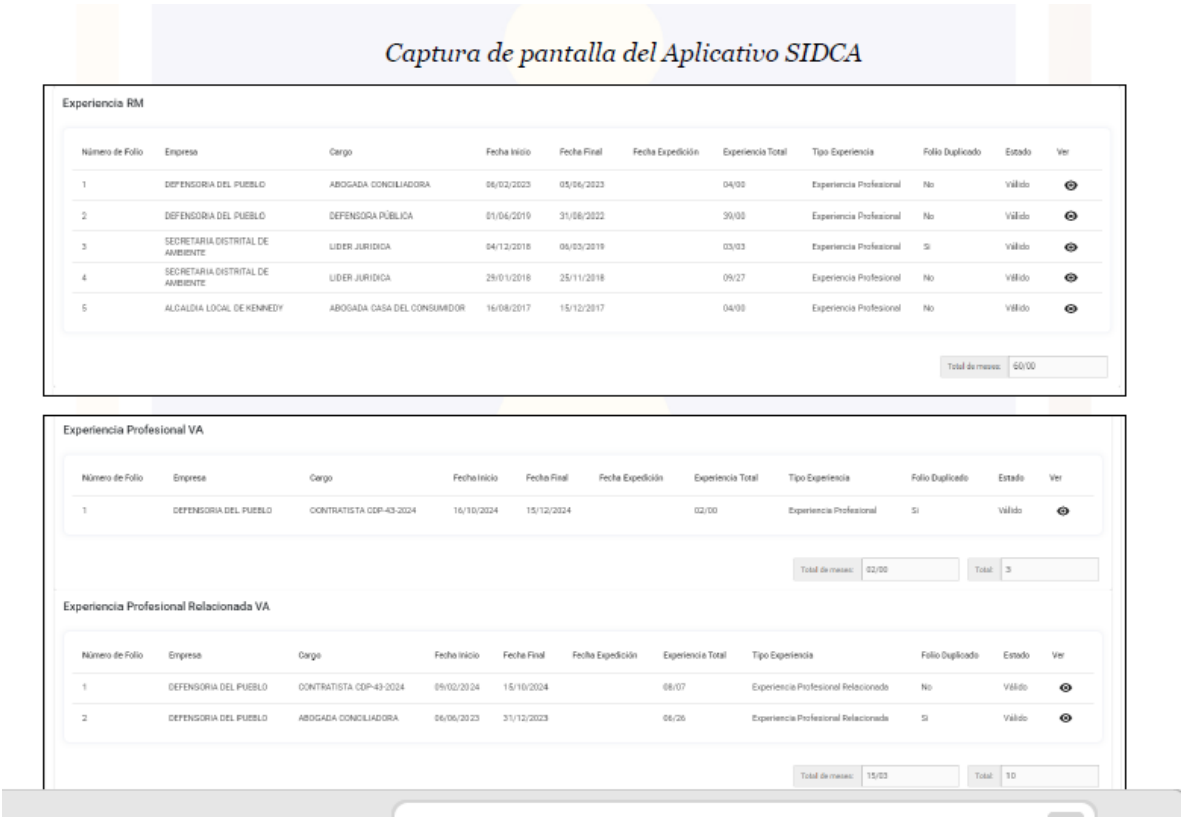 Captura de pantalla del Aplicativo SIDCA
Experiencia RM
Número de Folio Empresa Cargo Fecha Inicio Fecha Final Fecha Expedición Experiencia Total Tipo Experiencia Folio Duplicado Estado Ver
1 DEFENSORIA DEL PUEBLO ABOGADA CONCILIADORA 06/02/2023 05/06/2023 04/00 Experiencia Profesional No Válido
2 DEFENSORIA DEL PUEBLO DEFENSORA PÚBLICA 01/06/2019 31/08/2022 39/00 Experiencia Profesional No Válido
3 SECRETARIA DISTRITAL DE AMBIENTE LIDER JURIDICA 04/12/2018 06/03/2019 03/03 Experiencia Profesional Si Válido
4 SECRETARIA DISTRITAL DE AMBIENTE LIDER JURIDICA 29/01/2018 25/11/2018 09/27 Experiencia Profesional No Válido
5 ALCALDIA LOCAL DE KENNEDY ABOGADA CASA DEL CONSUMIDOR 16/08/2017 15/12/2017 04/00 Experiencia Profesional No Válido
Total de meses: 60/00
Experiencia Profesional VA
Número de Folio Empresa Cargo Fecha Inicio Fecha Final Fecha Expedición Experiencia Total Tipo Experiencia Folio Duplicado Estado Ver
1 DEFENSORIA DEL PUEBLO CONTRATISTA CDP-43-2024 16/10/2024 15/12/2024 02/00 Experiencia Profesional Si Válido
Total de meses: 02/00 Total: 3
Experiencia Profesional Relacionada VA
Número de Folio Empresa Cargo Fecha Inicio Fecha Final Fecha Expedición Experiencia Total Tipo Experiencia Folio Duplicado Estado Ver
1 DEFENSORIA DEL PUEBLO CONTRATISTA CDP-43-2024 09/02/2024 15/10/2024 08/07 Experiencia Profesional Relacionada No Válido
2 DEFENSORIA DEL PUEBLO ABOGADA CONCILIADORA 06/06/2023 31/12/2023 06/26 Experiencia Profesional Relacionada Si Válido
Total de meses: 15/03 Total: 10